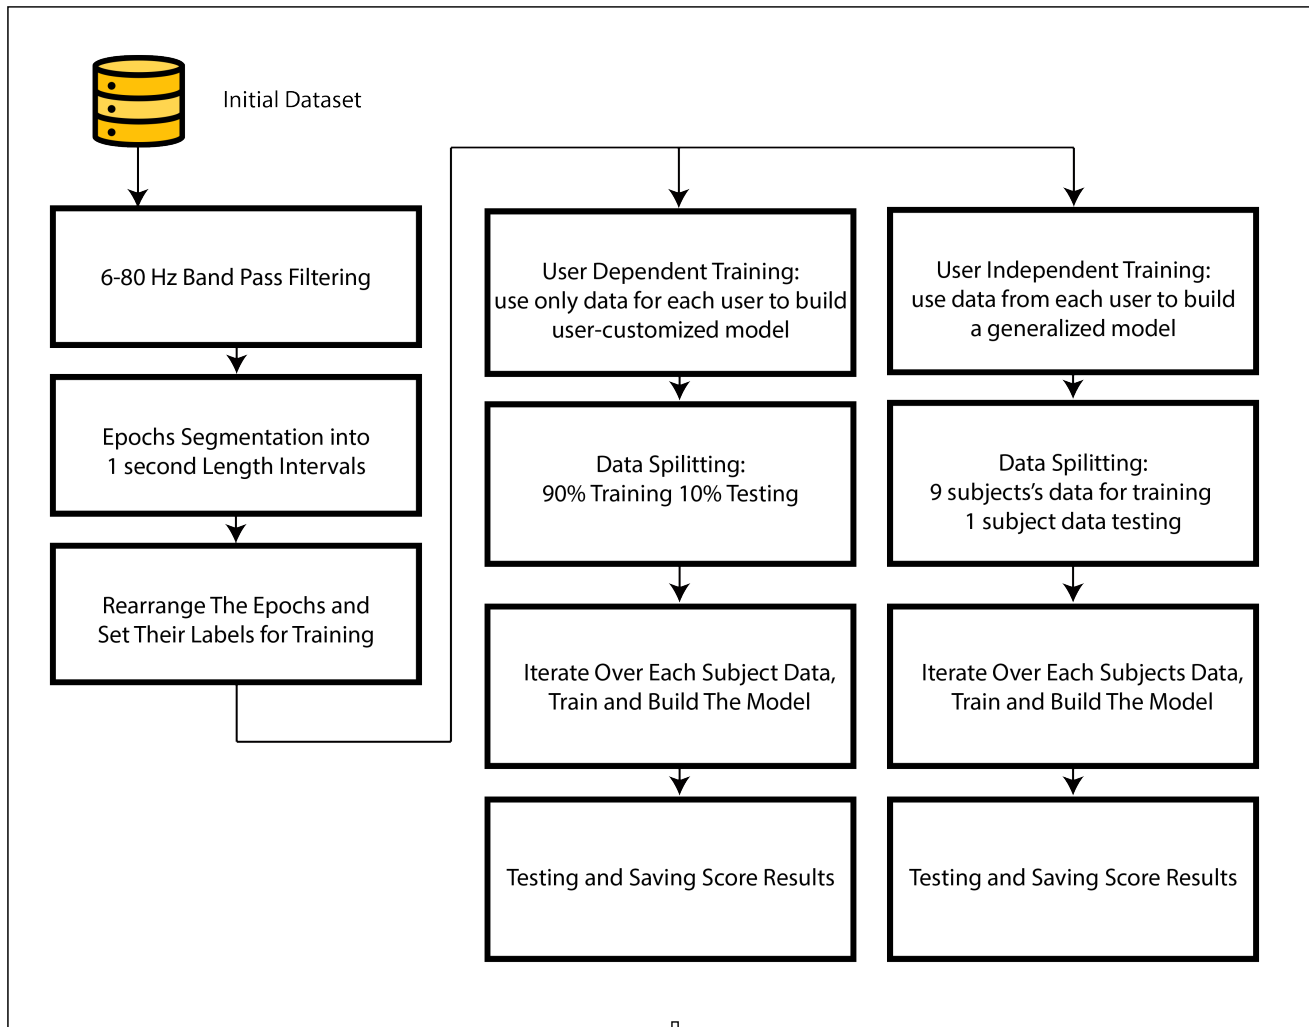 Initial Dataset
6-80 Hz Band Pass Filtering
Epochs Segmentation into
1 second Length Intervals
Rearrange The Epochs and
Set Their Labels for Training
User Dependent Training:
use only data for each user to build
user-customized model
Data Spilitting:
90% Training 10% Testing
Iterate Over Each Subject Data,
Train and Build The Model
Testing and Saving Score Results
User Independent Training:
use data from each user to build
a generalized model
Data Spilitting:
9 subjects's data for training
1 subject data testing
Iterate Over Each Subjects Data,
Train and Build The Model
Testing and Saving Score Results